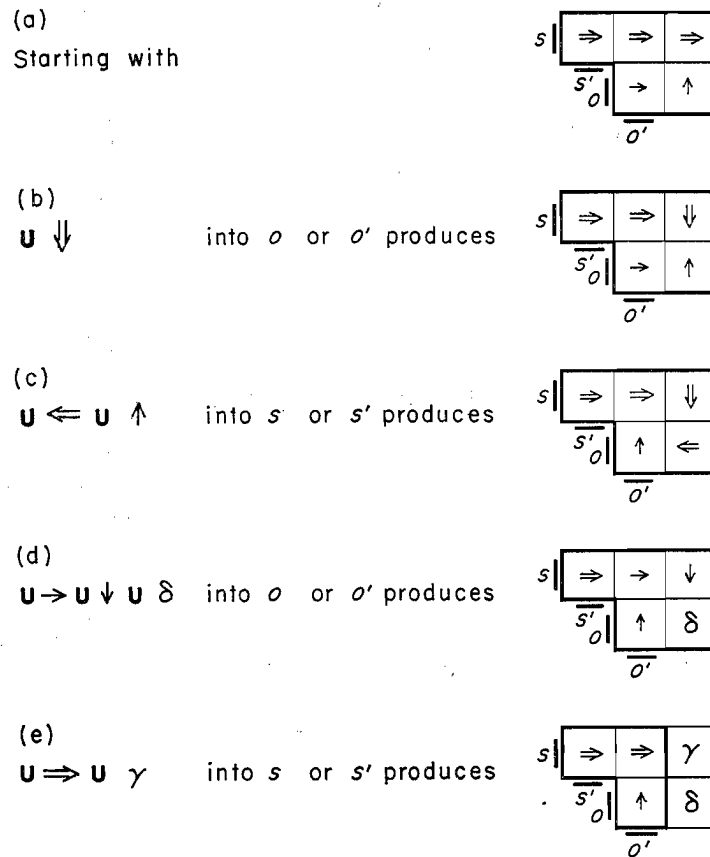 (a)
Starting with
s ⇒ ⇒ ⇒
s' o → ↑
o'
(b)
U ⇓ into o or o' produces
s ⇒ ⇒ ⇓
s' o → ↑
o'
(c)
U ⇐ U ↑ into s or s' produces
s ⇒ ⇒ ⇓
s' o ↑ ⇐
o'
(d)
U → U ↓ U δ into o or o' produces
s ⇒ → ↓
s' o ↑ δ
o'
(e)
U ⇒ U γ into s or s' produces
s ⇒ ⇒ γ
s' o ↑ δ
o'